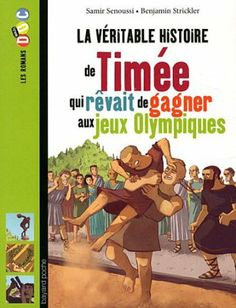 Samir Senoussi • Benjamin Strickler
LA VÉRITABLE HISTOIRE
de Timée
qui rêvait de gagner
aux jeux Olympiques
LES ROMANS
DOC
bayard poche